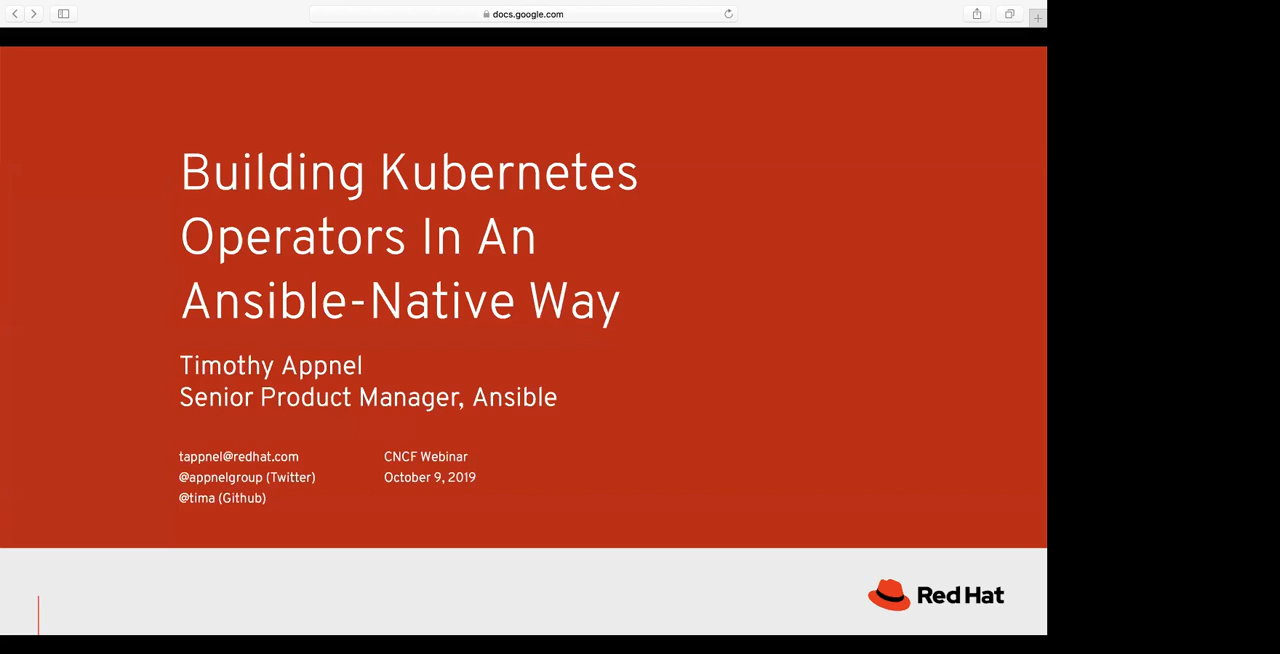 docs.google.com
Building Kubernetes
Operators In An
Ansible-Native Way
Timothy Appnel
Senior Product Manager, Ansible
tappnel@redhat.com
@appnelgroup (Twitter)
@tima (Github)
CNCF Webinar
October 9, 2019
Red Hat